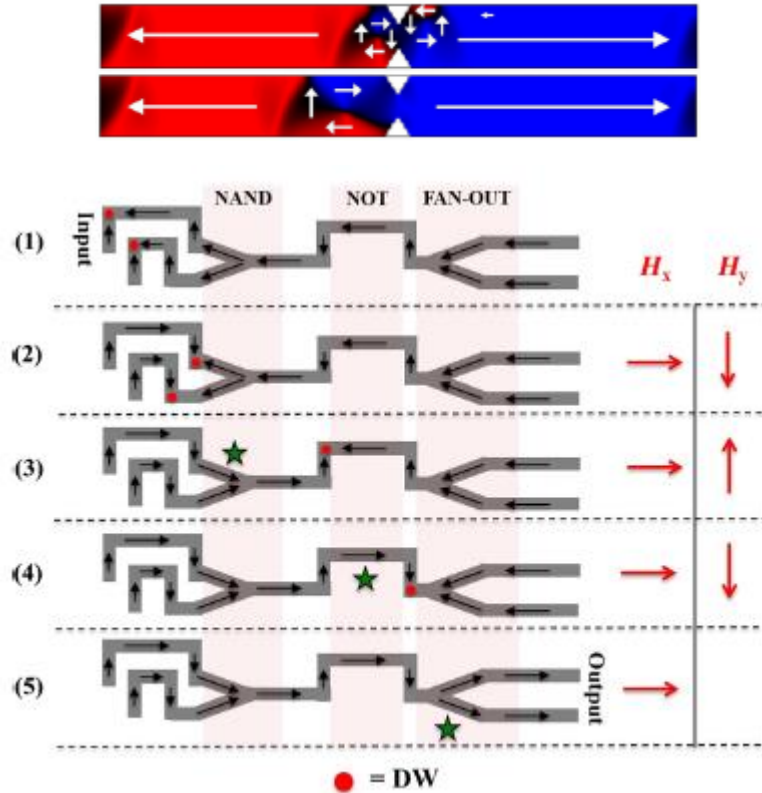 NAND NOT FAN-OUT
Input
(1)
Hx Hy
(2)
(3)
(4)
(5)
Output
= DW